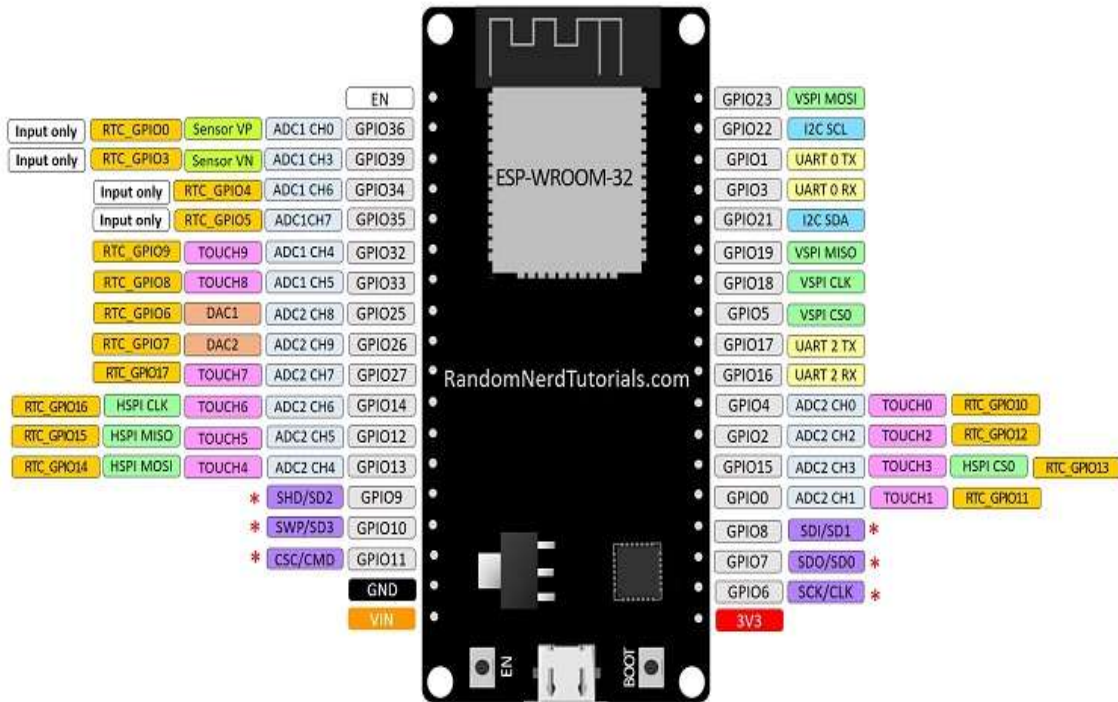 EN GPIO23 VSPI MOSI
Input only RTC_GPIO0 Sensor VP ADC1 CH0 GPIO36 GPIO22 I2C SCL
Input only RTC_GPIO3 Sensor VN ADC1 CH3 GPIO39 GPIO1 UART 0 TX
Input only RTC_GPIO4 ADC1 CH6 GPIO34 ESP-WROOM-32 GPIO3 UART 0 RX
Input only RTC_GPIO5 ADC1CH7 GPIO35 GPIO21 I2C SDA
RTC_GPIO9 TOUCH9 ADC1 CH4 GPIO32 GPIO19 VSPI MISO
RTC_GPIO8 TOUCH8 ADC1 CH5 GPIO33 GPIO18 VSPI CLK
RTC_GPIO6 DAC1 ADC2 CH8 GPIO25 GPIO5 VSPI CS0
RTC_GPIO7 DAC2 ADC2 CH9 GPIO26 GPIO17 UART 2 TX
RTC_GPIO17 TOUCH7 ADC2 CH7 GPIO27 RandomNerdTutorials.com GPIO16 UART 2 RX
RTC_GPIO16 HSPI CLK TOUCH6 ADC2 CH6 GPIO14 GPIO4 ADC2 CH0 TOUCH0 RTC_GPIO10
RTC_GPIO15 HSPI MISO TOUCH5 ADC2 CH5 GPIO12 GPIO2 ADC2 CH2 TOUCH2 RTC_GPIO12
RTC_GPIO14 HSPI MOSI TOUCH4 ADC2 CH4 GPIO13 GPIO15 ADC2 CH3 TOUCH3 HSPI CS0 RTC_GPIO13
* SHD/SD2 GPIO9 GPIO0 ADC2 CH1 TOUCH1 RTC_GPIO11
* SWP/SD3 GPIO10 GPIO8 SDI/SD1 *
* CSC/CMD GPIO11 GPIO7 SDO/SD0 *
GND GPIO6 SCK/CLK *
VIN 3V3
EN BOOT